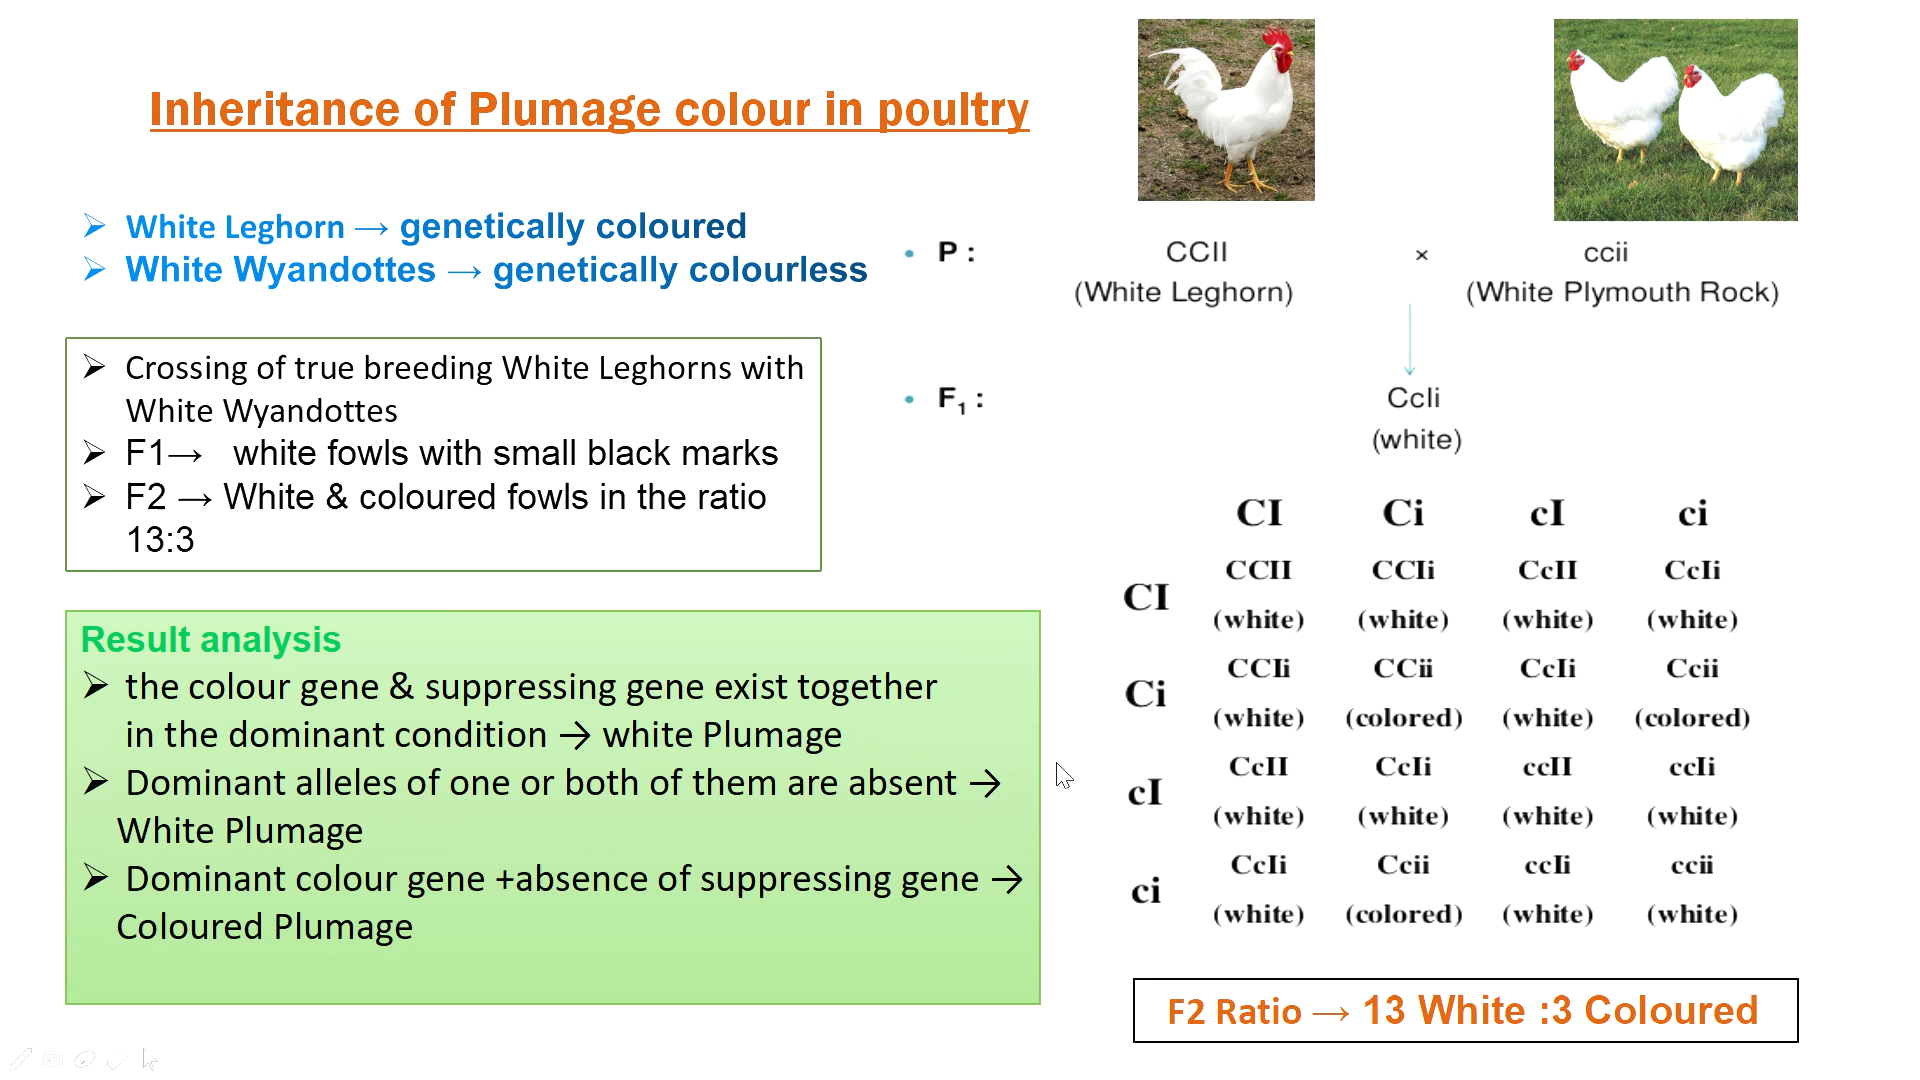 Inheritance of Plumage colour in poultry
➢ White Leghorn → genetically coloured
➢ White Wyandottes → genetically colourless
➢ Crossing of true breeding White Leghorns with
White Wyandottes
➢ F1→ white fowls with small black marks
➢ F2 → White & coloured fowls in the ratio
13:3
Result analysis
➢ the colour gene & suppressing gene exist together
in the dominant condition → white Plumage
➢ Dominant alleles of one or both of them are absent →
White Plumage
➢ Dominant colour gene +absence of suppressing gene →
Coloured Plumage
• P : CCII × ccii
(White Leghorn) (White Plymouth Rock)
• F1 : CcIi
(white)
CI Ci cI ci
CI CCII CCIi CcII CcIi
(white) (white) (white) (white)
Ci CCIi CCii CcIi Ccii
(white) (colored) (white) (colored)
cI CcII CcIi ccII ccIi
(white) (white) (white) (white)
ci CcIi Ccii ccIi ccii
(white) (colored) (white) (white)
F2 Ratio → 13 White :3 Coloured